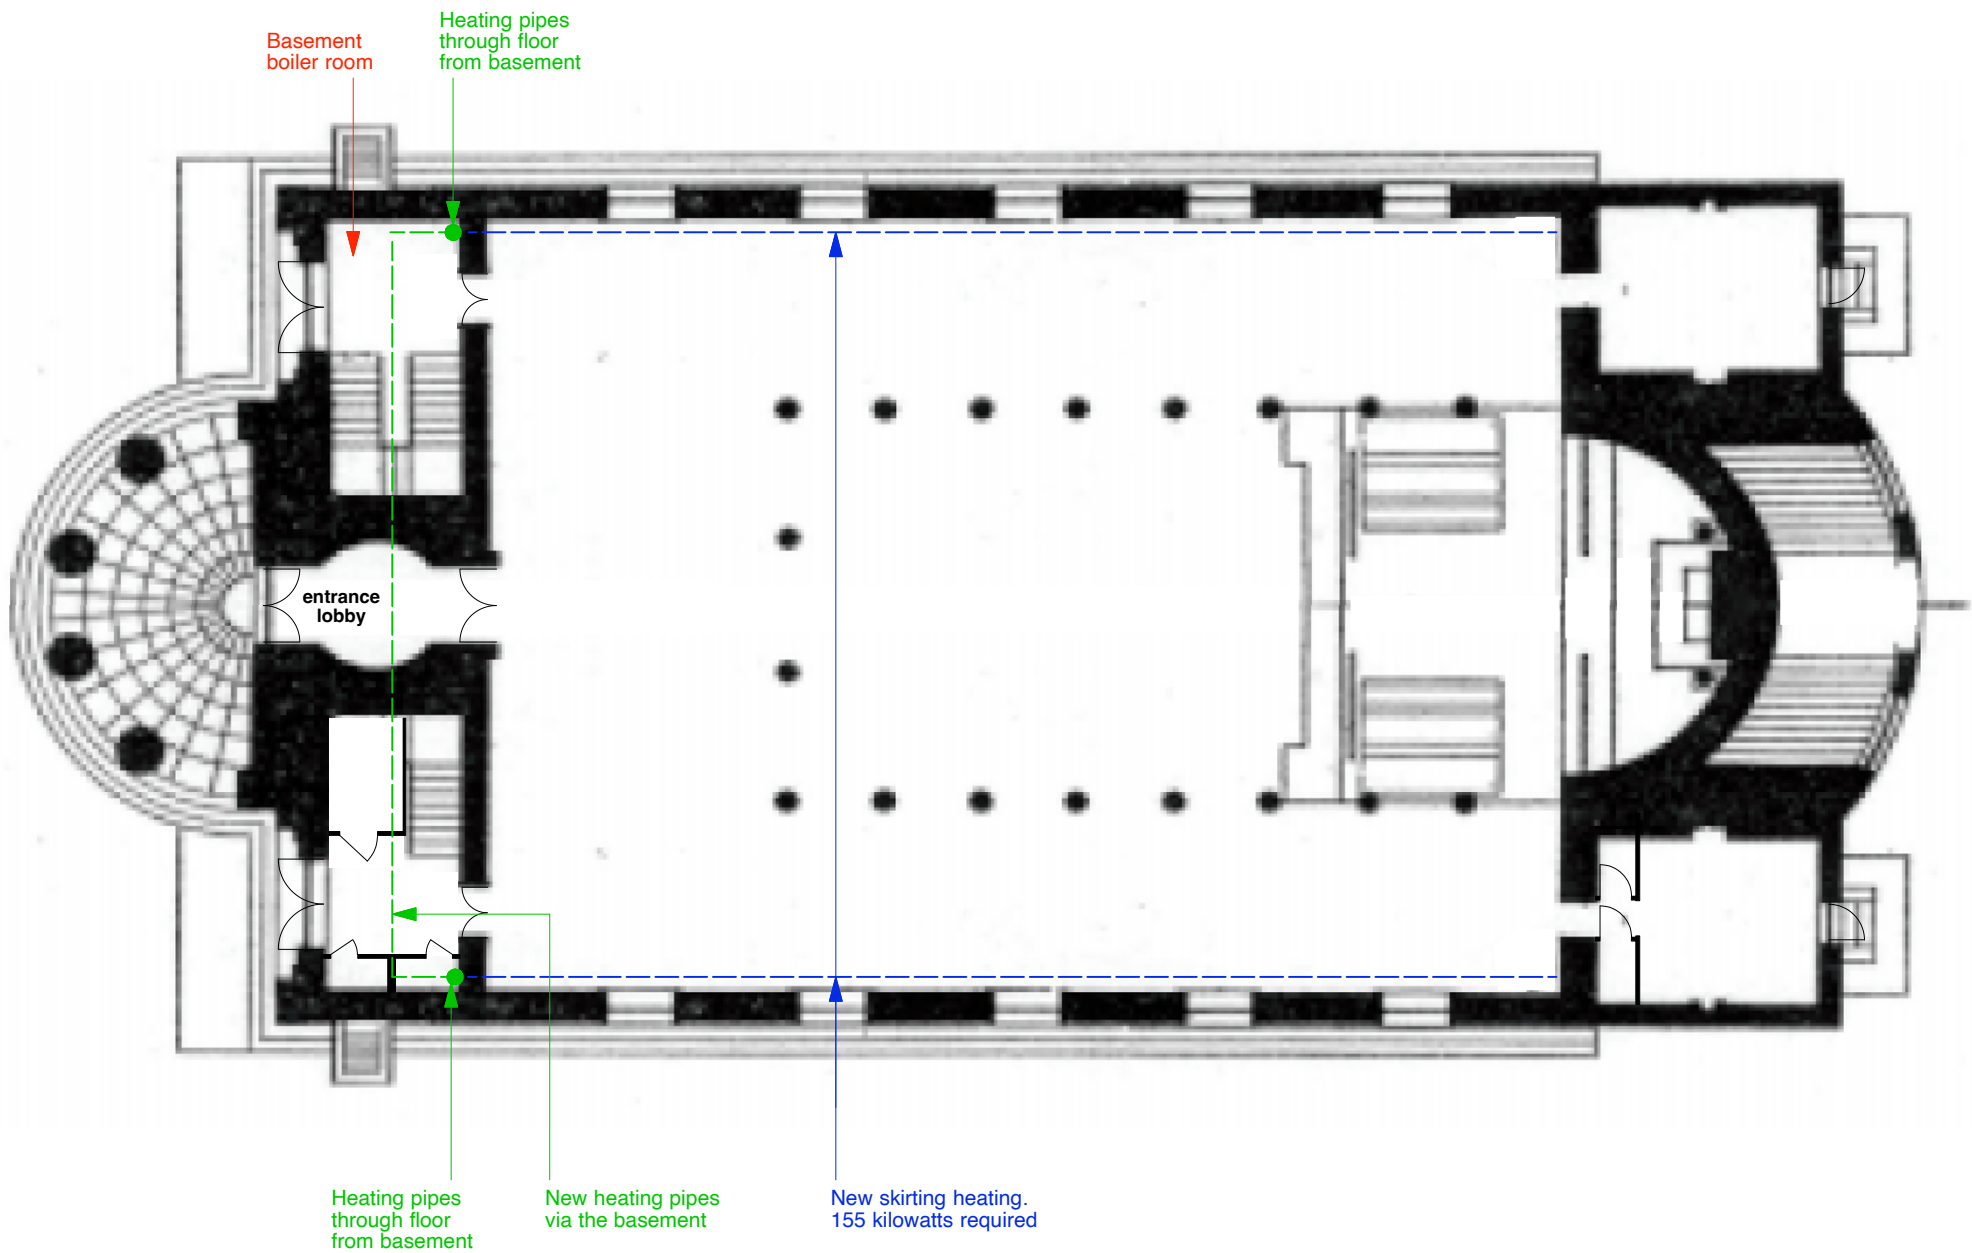 Heating pipes
through floor
from basement
Basement
boiler room
entrance
lobby
Heating pipes
through floor
from basement
New heating pipes
via the basement
New skirting heating.
155 kilowatts required